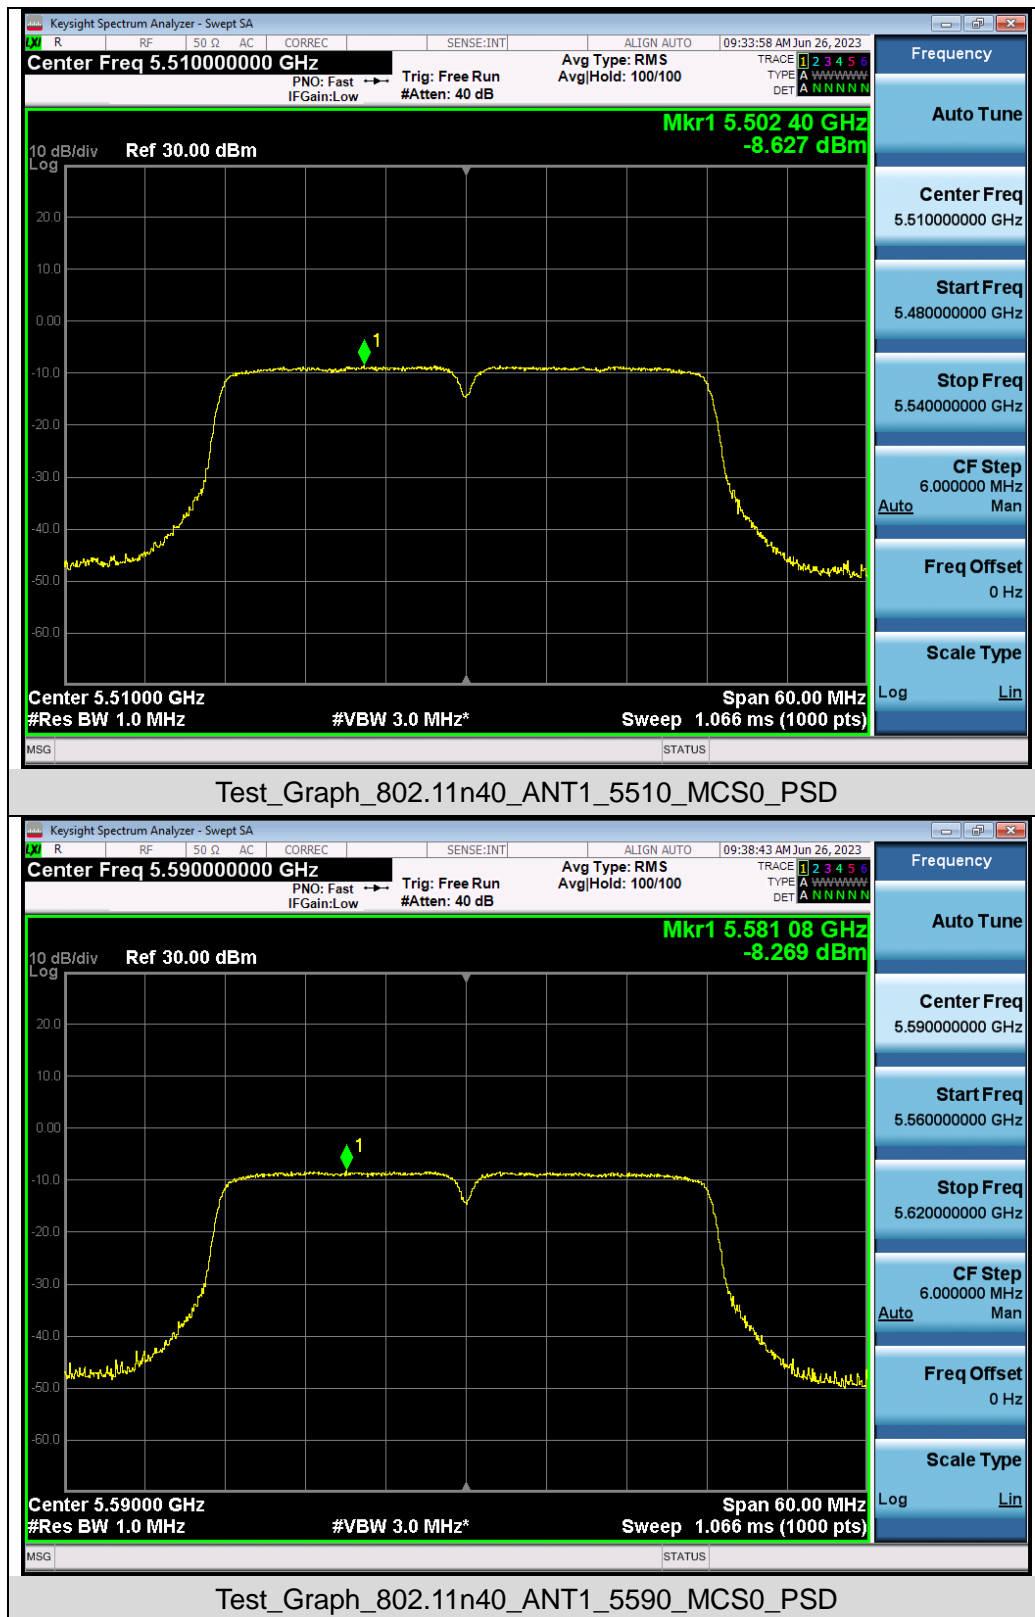 Keysight Spectrum Analyzer - Swept SA
LXI R RF 50 Ω AC CORREC SENSE:INT ALIGN AUTO 09:33:58 AM Jun 26, 2023
Center Freq 5.510000000 GHz
PNO: Fast
IFGain:Low
Trig: Free Run
#Atten: 40 dB
Avg Type: RMS
Avg|Hold: 100/100
TRACE 1 2 3 4 5 6
TYPE A WWWWW
DET A N N N N N
Mkr1 5.502 40 GHz
-8.627 dBm
10 dB/div Ref 30.00 dBm
Log
20.0
10.0
0.00
1
-10.0
-20.0
-30.0
-40.0
-50.0
-60.0
Center 5.51000 GHz Span 60.00 MHz
#Res BW 1.0 MHz #VBW 3.0 MHz* Sweep 1.066 ms (1000 pts)
MSG STATUS
Frequency
Auto Tune
Center Freq
5.510000000 GHz
Start Freq
5.480000000 GHz
Stop Freq
5.540000000 GHz
CF Step
6.000000 MHz
Auto Man
Freq Offset
0 Hz
Scale Type
Log Lin
Test_Graph_802.11n40_ANT1_5510_MCS0_PSD
Keysight Spectrum Analyzer - Swept SA
LXI R RF 50 Ω AC CORREC SENSE:INT ALIGN AUTO 09:38:43 AM Jun 26, 2023
Center Freq 5.590000000 GHz
PNO: Fast
IFGain:Low
Trig: Free Run
#Atten: 40 dB
Avg Type: RMS
Avg|Hold: 100/100
TRACE 1 2 3 4 5 6
TYPE A WWWWW
DET A N N N N N
Mkr1 5.581 08 GHz
-8.269 dBm
10 dB/div Ref 30.00 dBm
Log
20.0
10.0
0.00
1
-10.0
-20.0
-30.0
-40.0
-50.0
-60.0
Center 5.59000 GHz Span 60.00 MHz
#Res BW 1.0 MHz #VBW 3.0 MHz* Sweep 1.066 ms (1000 pts)
MSG STATUS
Frequency
Auto Tune
Center Freq
5.590000000 GHz
Start Freq
5.560000000 GHz
Stop Freq
5.620000000 GHz
CF Step
6.000000 MHz
Auto Man
Freq Offset
0 Hz
Scale Type
Log Lin
Test_Graph_802.11n40_ANT1_5590_MCS0_PSD